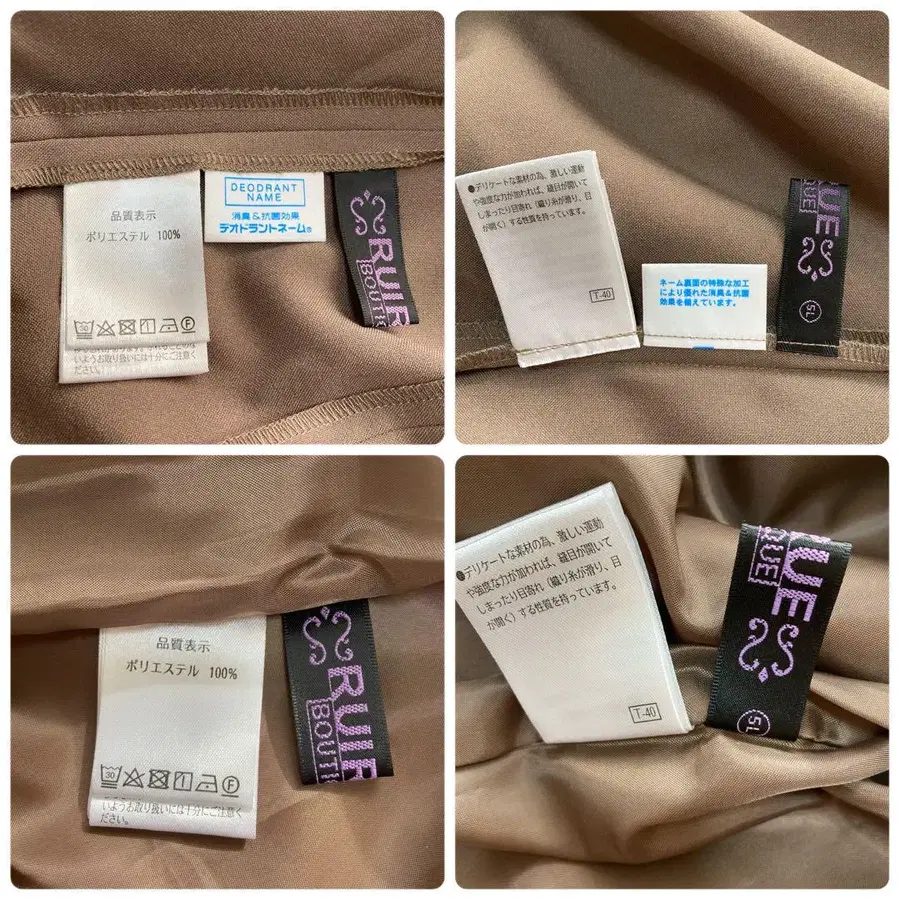 品質表示
ポリエステル 100%
30
F
いようお取り扱いには十分にご注意く
ださい。
DEODRANT
NAME
消臭&抗菌効果
デオドラントネーム®
RUIR
BOUTI
●デリケートな素材の為、激しい運動
や強度な力が加われば、縫目が開いて
しまったり目寄れ（織り糸が滑り、目
が開く）する性質を持っています。
T-40
ネーム裏面の特殊な加工
により優れた消臭&抗菌
効果を備えています。
RUE
QUE
5L
品質表示
ポリエステル 100%
30
F
いようお取り扱いには十分にご注意く
ださい。
RUIR
BOUTI
●デリケートな素材の為、激しい運動
や強度な力が加われば、縫目が開いて
しまったり目寄れ（織り糸が滑り、目
が開く）する性質を持っています。
T-40
RUE
QUE
5L